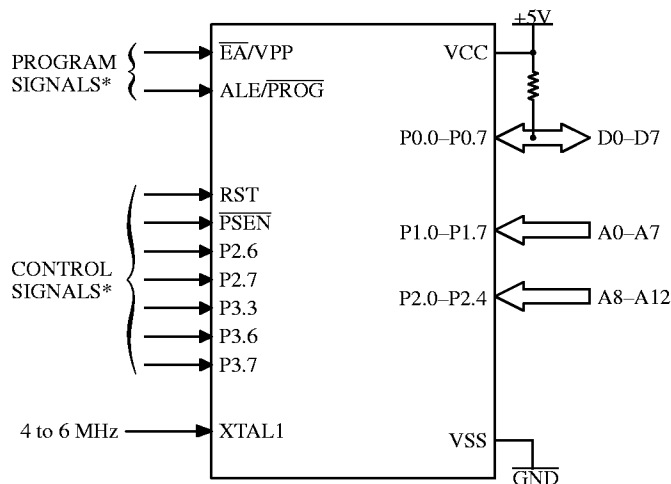 +5V
PROGRAM
SIGNALS*
EA/VPP
ALE/PROG
VCC
P0.0–P0.7
D0–D7
CONTROL
SIGNALS*
RST
PSEN
P2.6
P2.7
P3.3
P3.6
P3.7
P1.0–P1.7
A0–A7
P2.0–P2.4
A8–A12
4 to 6 MHz
XTAL1
VSS
GND